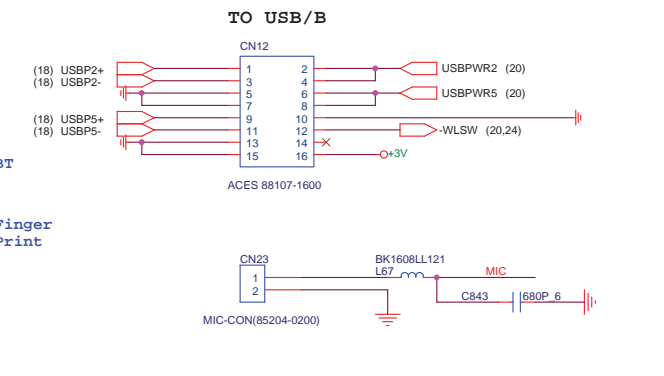 TO USB/B
CN12
(18) USBP2+ 1 2 USBPWR2 (20)
(18) USBP2- 3 4
5 6 USBPWR5 (20)
7 8
(18) USBP5+ 9 10
(18) USBP5- 11 12 -WLSW (20,24)
13 14
15 16 +3V
BT
ACES 88107-1600
Finger
Print
CN23 BK1608LL121
1 L67 MIC
2
C843 680P_6
MIC-CON(85204-0200)